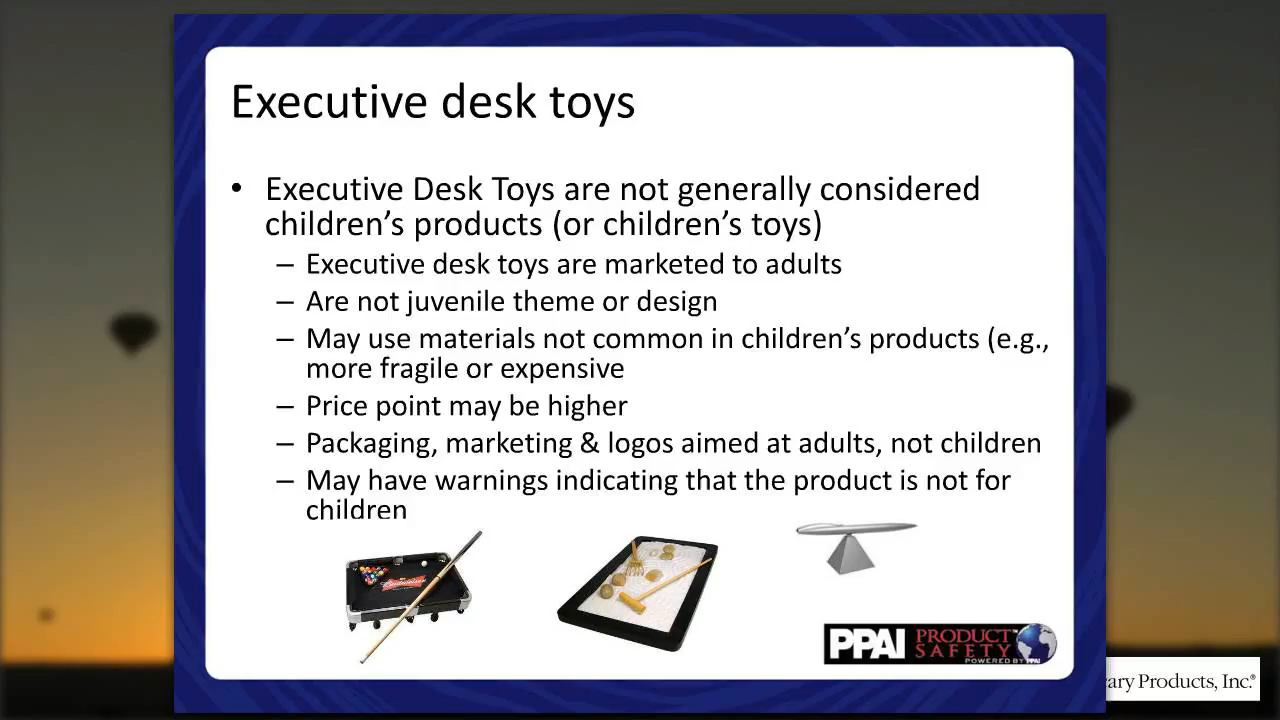 Executive desk toys
• Executive Desk Toys are not generally considered
children’s products (or children’s toys)
– Executive desk toys are marketed to adults
– Are not juvenile theme or design
– May use materials not common in children’s products (e.g.,
more fragile or expensive
– Price point may be higher
– Packaging, marketing & logos aimed at adults, not children
– May have warnings indicating that the product is not for
children
Budweiser
PPAI PRODUCT™
SAFETY
POWERED BY PPAI
cary Products, Inc.®